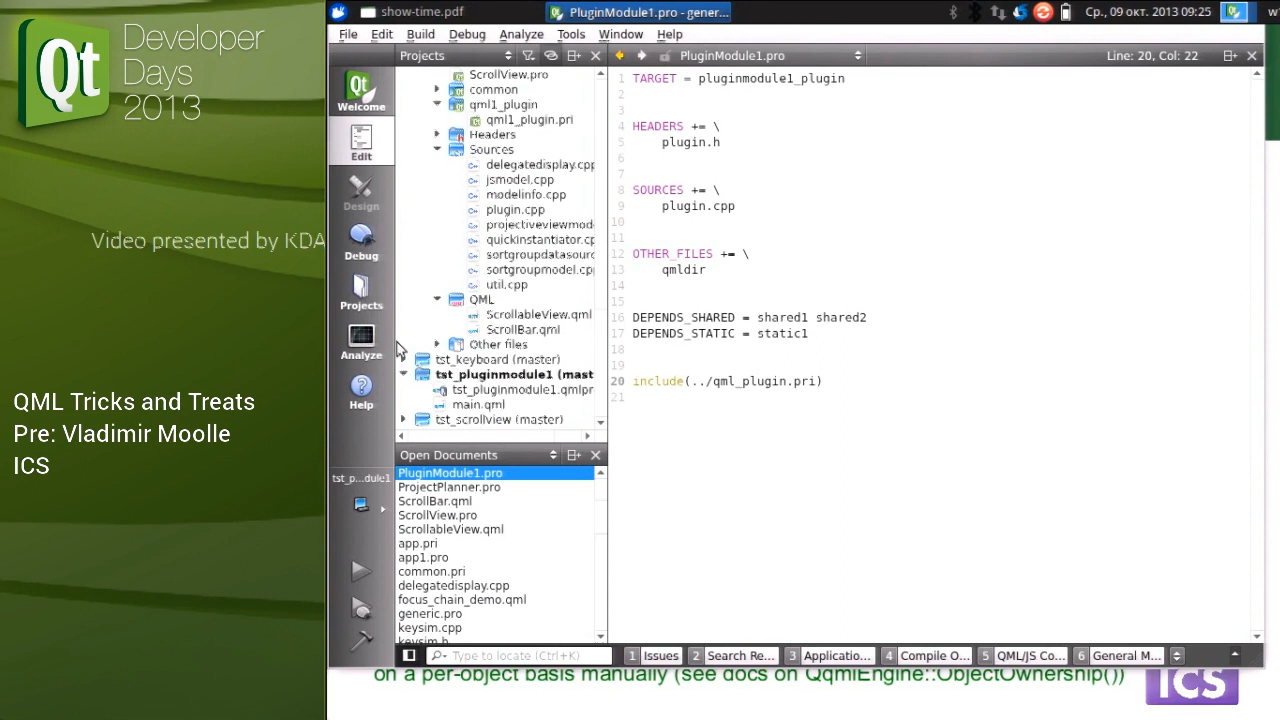 Qt
Developer
Days
2013
Video presented by KDA
QML Tricks and Treats
Pre: Vladimir Moolle
ICS
show-time.pdf
PluginModule1.pro - gener...
Ср., 09 окт. 2013 09:25
File Edit Build Debug Analyze Tools Window Help
Projects
PluginModule1.pro
Line: 20, Col: 22
Welcome
Edit
Design
Debug
Projects
Analyze
Help
tst_p...dule1
ScrollView.pro
common
qml1_plugin
qml1_plugin.pri
Headers
Sources
delegatedisplay.cpp
jsmodel.cpp
modelinfo.cpp
plugin.cpp
projectiveviewmod
quickinstantiator.cp
sortgroupdatasourc
sortgroupmodel.cp
util.cpp
QML
ScrollableView.qml
ScrollBar.qml
Other files
tst_keyboard (master)
tst_pluginmodule1 (mast
tst_pluginmodule1.qmlpr
main.qml
tst_scrollView (master)
Open Documents
PluginModule1.pro
ProjectPlanner.pro
ScrollBar.qml
ScrollView.pro
ScrollableView.qml
app.pri
app1.pro
common.pri
delegatedisplay.cpp
focus_chain_demo.qml
generic.pro
keysim.cpp
keysim.h
1 TARGET = pluginmodule1_plugin
2
3
4 HEADERS += \
5 plugin.h
6
7
8 SOURCES += \
9 plugin.cpp
10
11
12 OTHER_FILES += \
13 qmldir
14
15
16 DEPENDS_SHARED = shared1 shared2
17 DEPENDS_STATIC = static1
18
19
20 include(../qml_plugin.pri)
21
Type to locate (Ctrl+K)
1 Issues
2 Search Re...
3 Applicatio...
4 Compile O...
5 QML/JS Co...
6 General M...
on a per-object basis manually (see docs on QqmlEngine::ObjectOwnership())
ICS